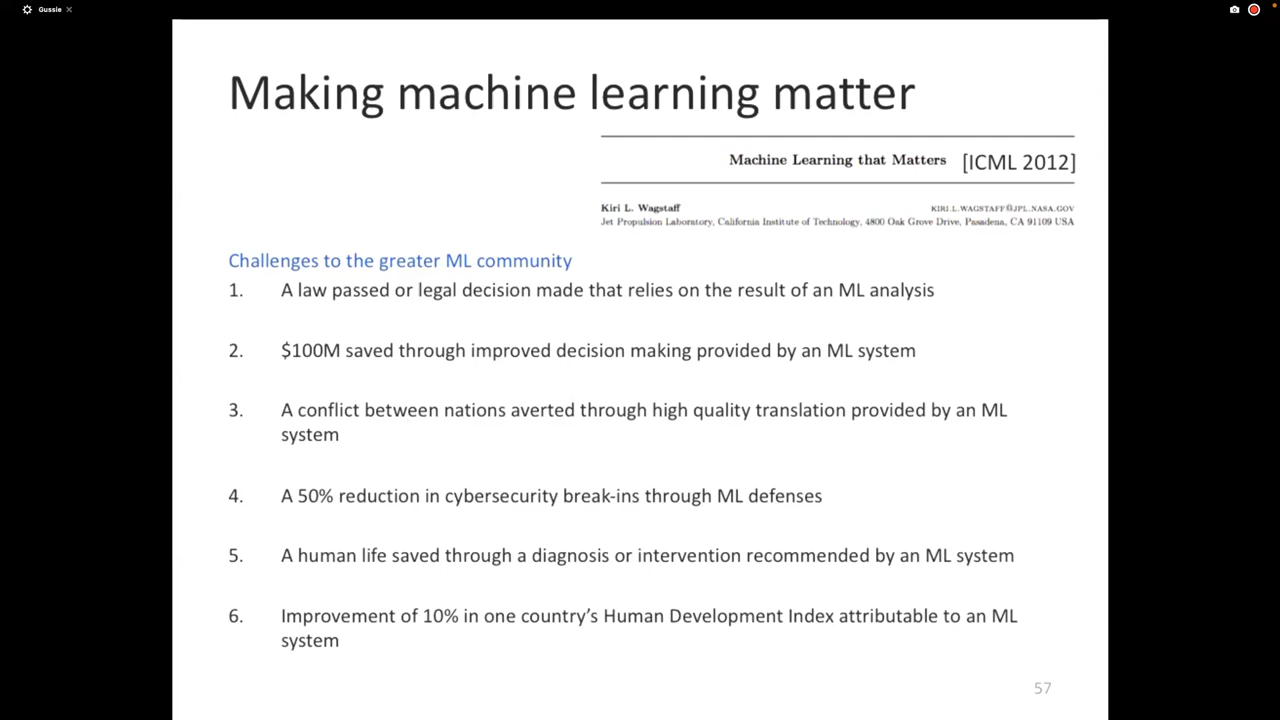 Gussie
Making machine learning matter
Machine Learning that Matters [ICML 2012]
Kiri L. Wagstaff KIRI.L.WAGSTAFF@JPL.NASA.GOV
Jet Propulsion Laboratory, California Institute of Technology, 4800 Oak Grove Drive, Pasadena, CA 91109 USA
Challenges to the greater ML community
1. A law passed or legal decision made that relies on the result of an ML analysis
2. $100M saved through improved decision making provided by an ML system
3. A conflict between nations averted through high quality translation provided by an ML
system
4. A 50% reduction in cybersecurity break-ins through ML defenses
5. A human life saved through a diagnosis or intervention recommended by an ML system
6. Improvement of 10% in one country’s Human Development Index attributable to an ML
system
57